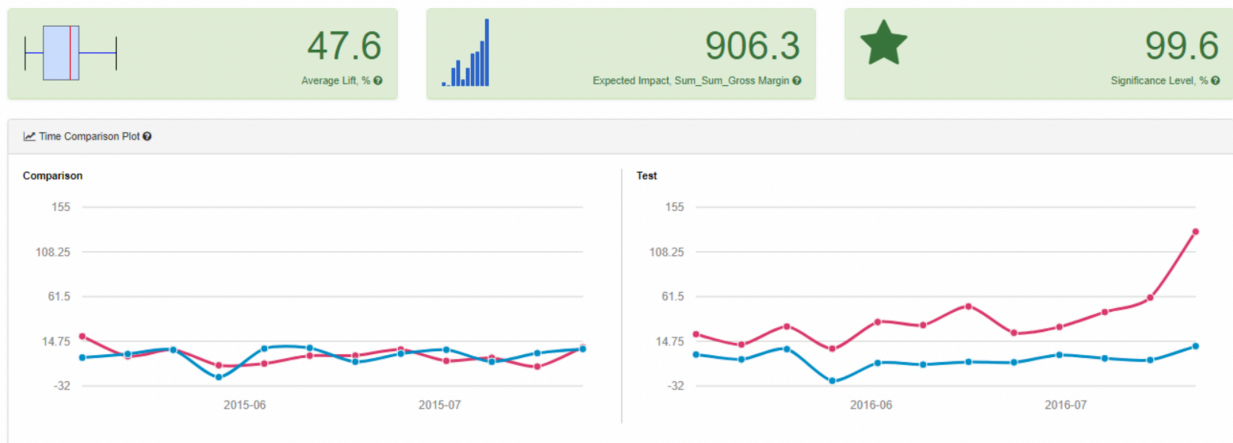 47.6
Average Lift, %
906.3
Expected Impact, Sum_Sum_Gross Margin
99.6
Significance Level, %
Time Comparison Plot
Comparison
155
108.25
61.5
14.75
-32
2015-06 2015-07
Test
155
108.25
61.5
14.75
-32
2016-06 2016-07